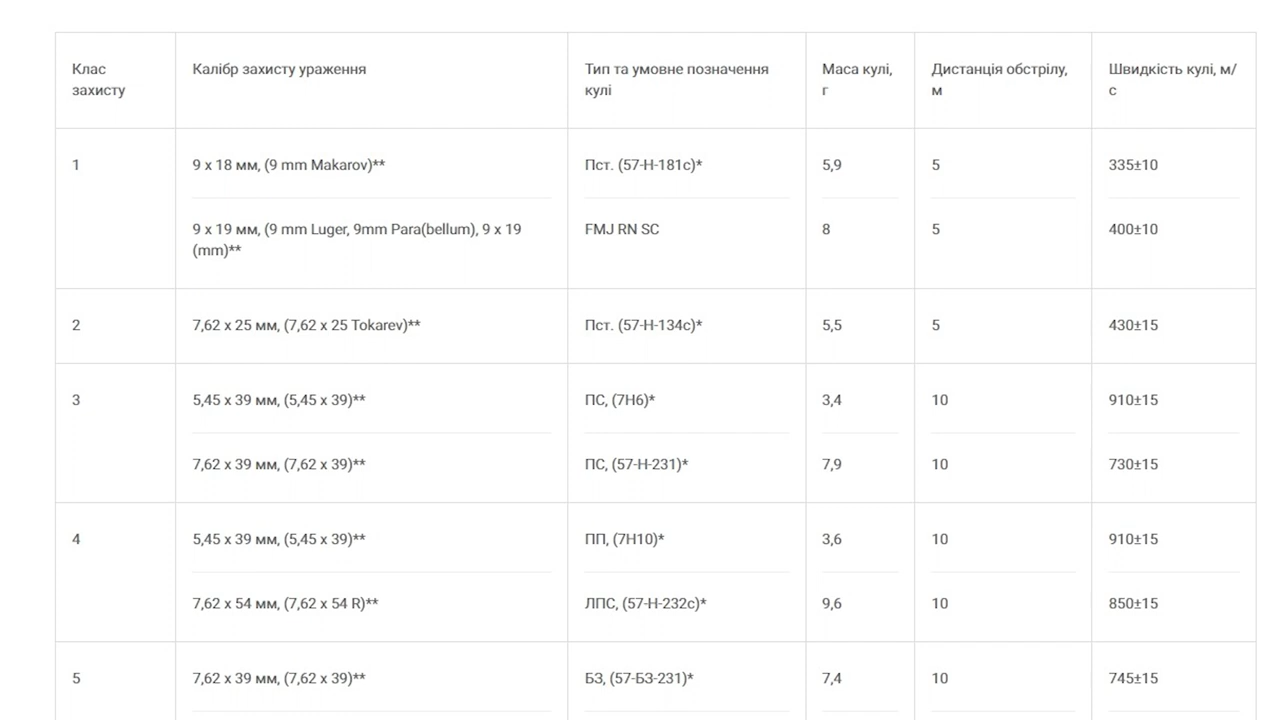 Клас захисту
Калібр захисту ураження
Тип та умовне позначення кулі
Маса кулі, г
Дистанція обстрілу, м
Швидкість кулі, м/с
1
9 x 18 мм, (9 mm Makarov)**
Пст. (57-Н-181с)*
5,9
5
335±10
9 x 19 мм, (9 mm Luger, 9mm Para(bellum), 9 x 19
(mm)**
FMJ RN SC
8
5
400±10
2
7,62 x 25 мм, (7,62 x 25 Tokarev)**
Пст. (57-Н-134с)*
5,5
5
430±15
3
5,45 x 39 мм, (5,45 x 39)**
ПС, (7Н6)*
3,4
10
910±15
7,62 x 39 мм, (7,62 x 39)**
ПС, (57-Н-231)*
7,9
10
730±15
4
5,45 x 39 мм, (5,45 x 39)**
ПП, (7Н10)*
3,6
10
910±15
7,62 x 54 мм, (7,62 x 54 R)**
ЛПС, (57-Н-232с)*
9,6
10
850±15
5
7,62 x 39 мм, (7,62 x 39)**
БЗ, (57-БЗ-231)*
7,4
10
745±15